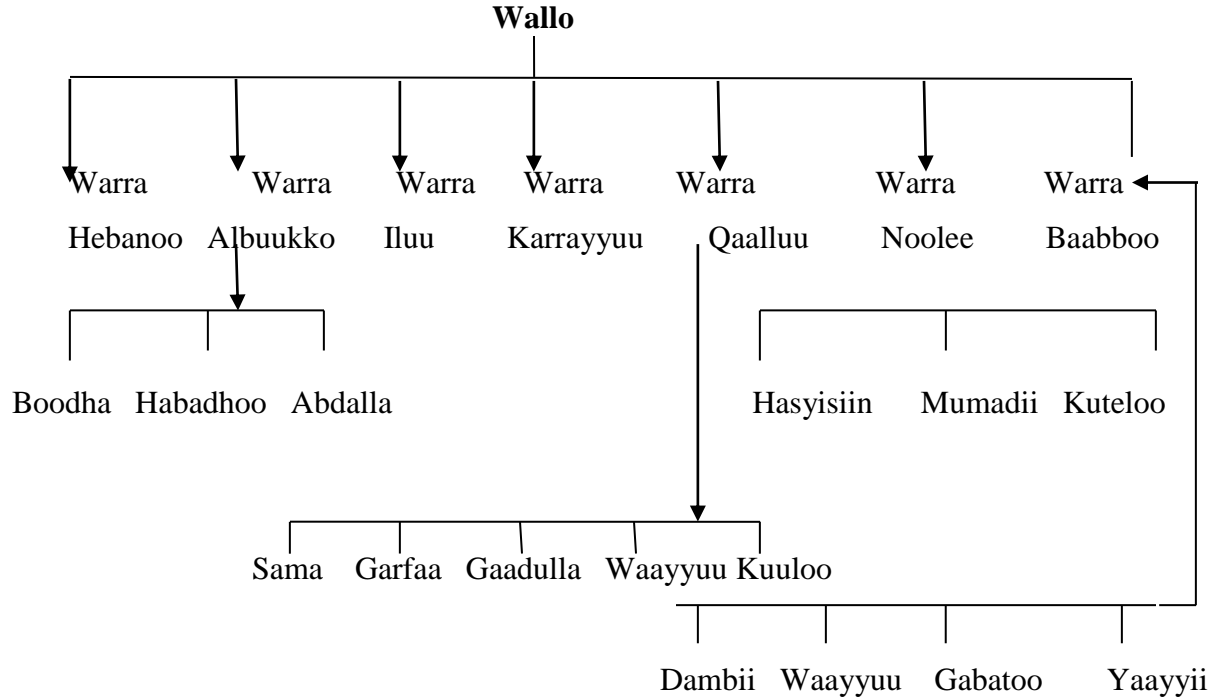 Wallo
Warra Warra Warra Warra Warra Warra Warra
Hebanoo Albuukko Iluu Karrayyuu Qaalluu Noolee Baabboo
Boodha Habadhoo Abdalla Hasyisiin Mumadii Kuteloo
Sama Garfaa Gaadulla Waayyuu Kuuloo
Dambii Waayyuu Gabatoo Yaayyii